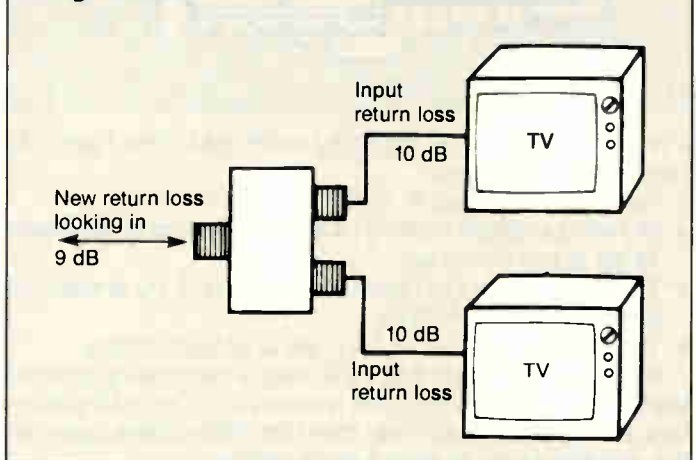 Input
return loss
10 dB
TV
New return loss
looking in
9 dB
10 dB
Input
return loss
TV